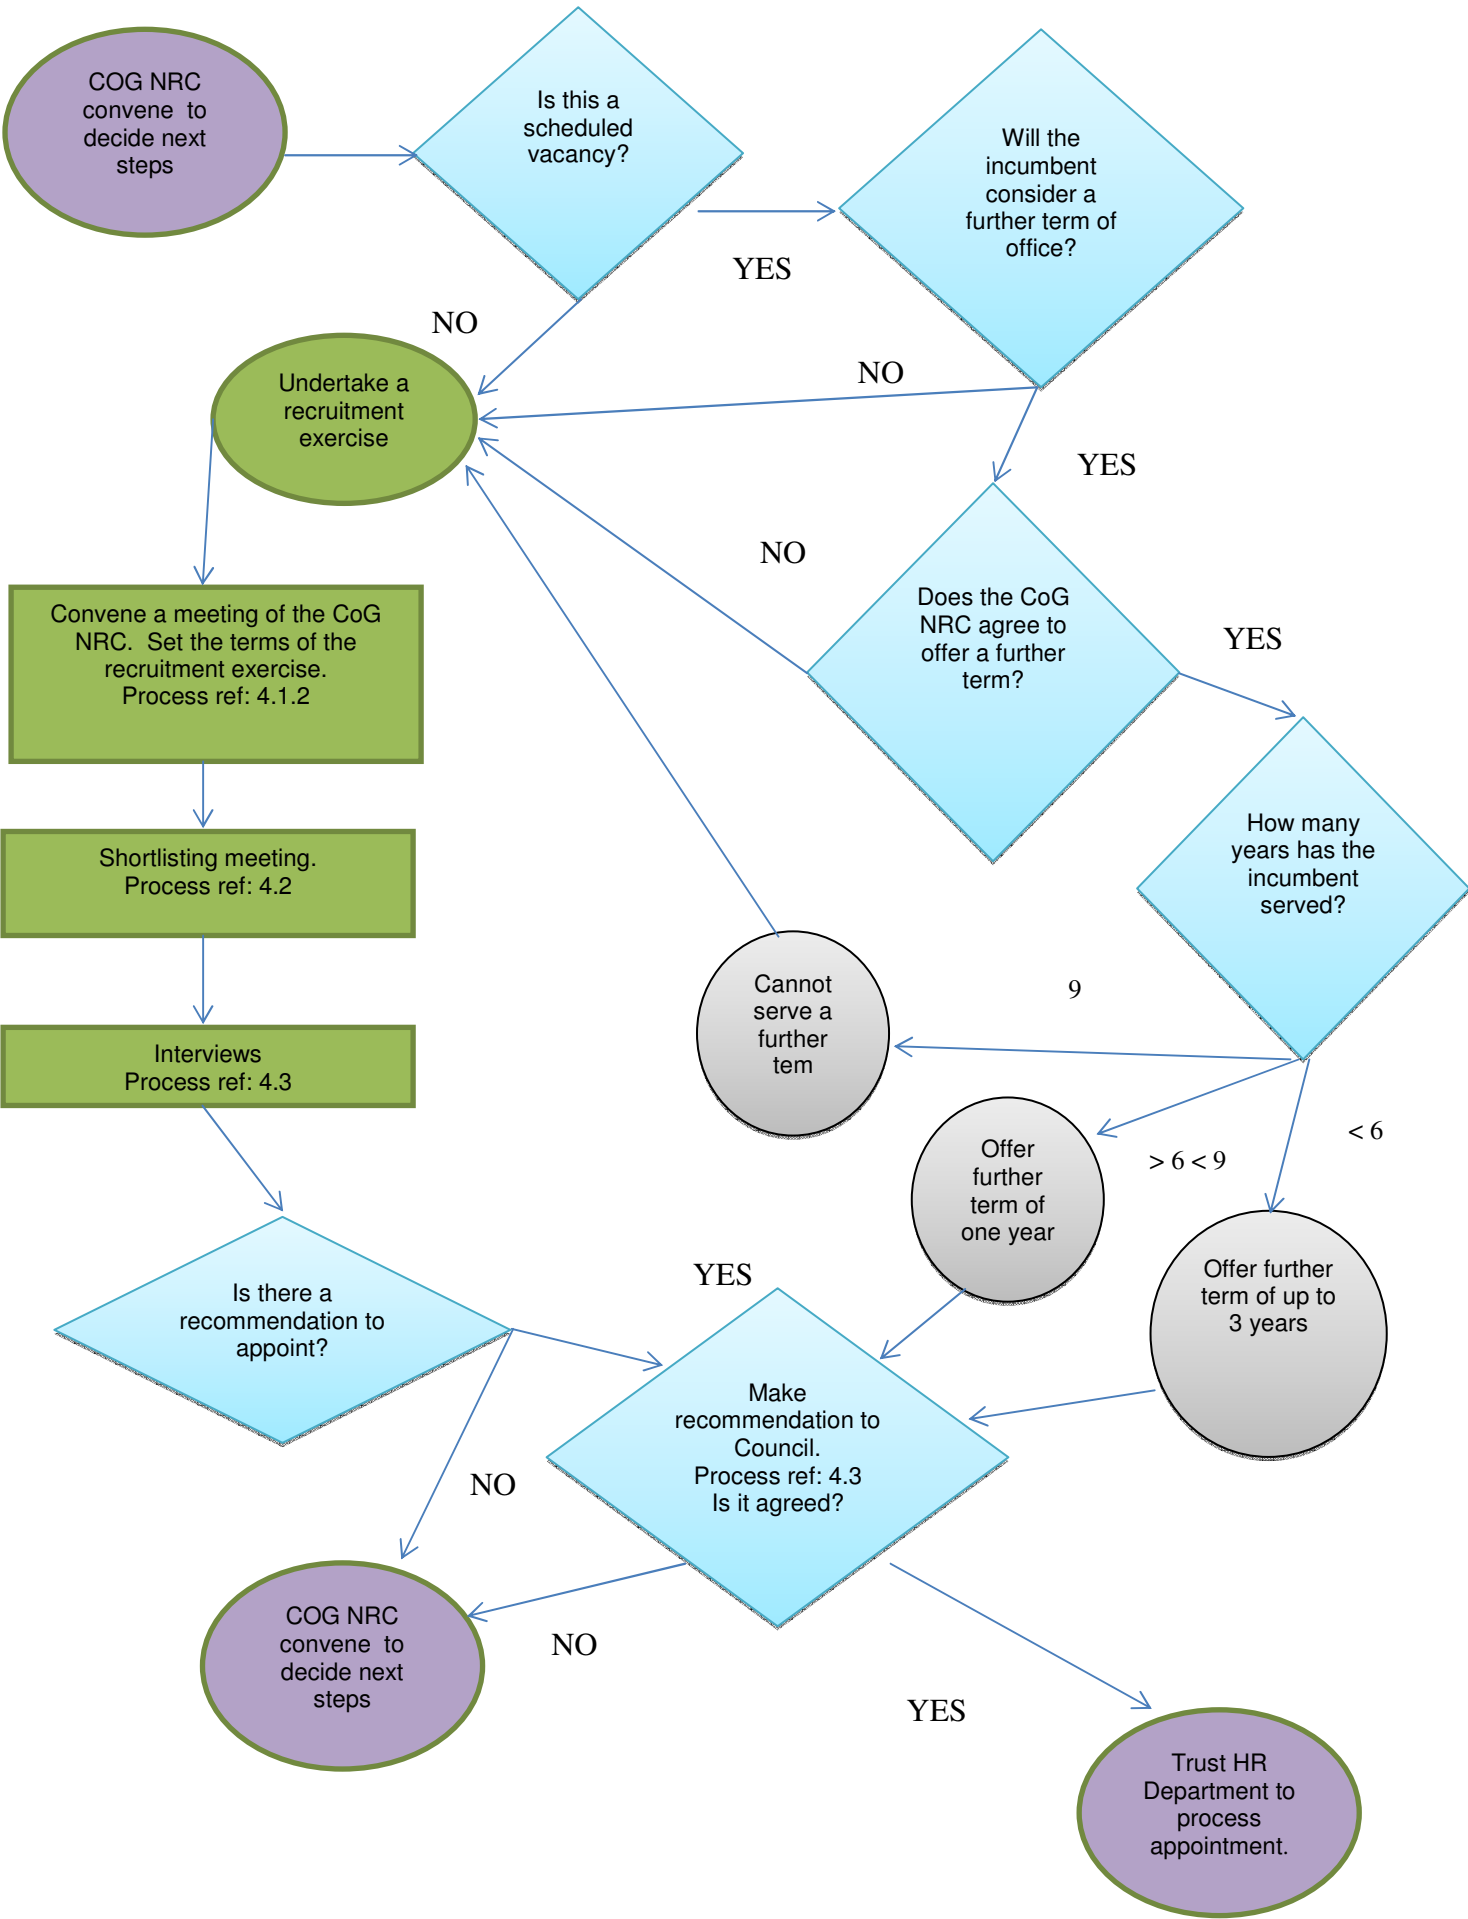 COG NRC
convene to
decide next
steps
Is this a
scheduled
vacancy?
Will the
incumbent
consider a
further term of
office?
YES
NO
NO
Undertake a
recruitment
exercise
YES
NO
Does the CoG
NRC agree to
offer a further
term?
YES
Convene a meeting of the CoG
NRC. Set the terms of the
recruitment exercise.
Process ref: 4.1.2
How many
years has the
incumbent
served?
Shortlisting meeting.
Process ref: 4.2
Cannot
serve a
further
tem
9
Interviews
Process ref: 4.3
Offer
further
term of
one year
> 6 < 9
< 6
Offer further
term of up to
3 years
Is there a
recommendation to
appoint?
YES
Make
recommendation to
Council.
Process ref: 4.3
Is it agreed?
NO
COG NRC
convene to
decide next
steps
NO
YES
Trust HR
Department to
process
appointment.